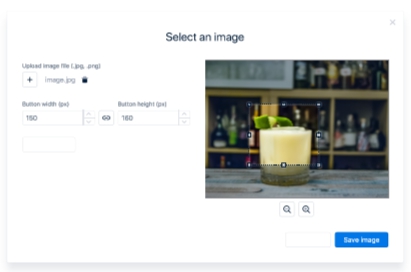 Select an image
Upload image file (.jpg, .png)
image.jpg
Button width (px)
Button height (px)
160
160
Save image